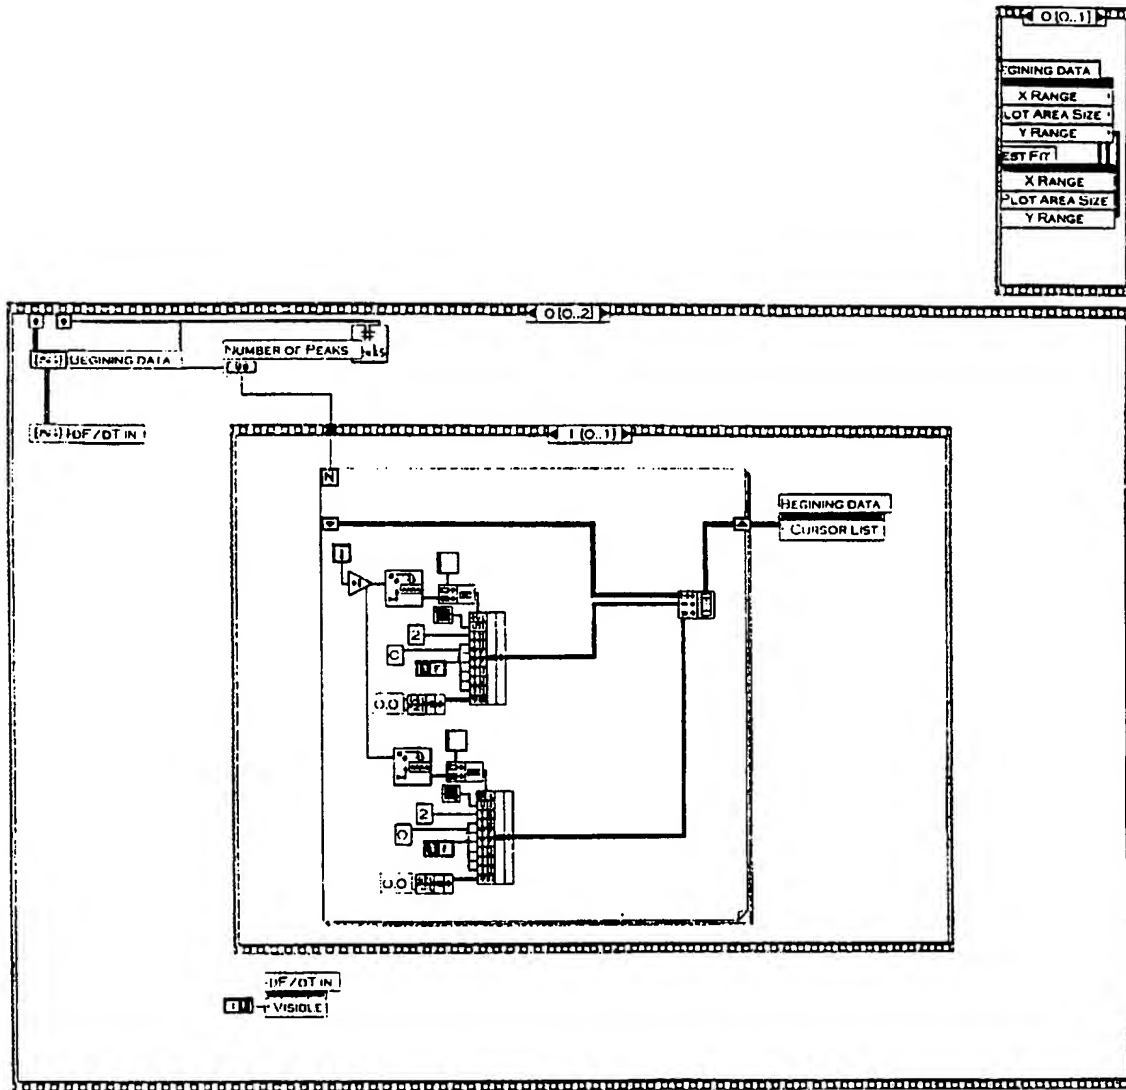 0 [0..1]
EGINING DATA
X RANGE
LOT AREA SIZE
Y RANGE
EST FIT
X RANGE
PLOT AREA SIZE
Y RANGE
0 [0..2]
#
NUMBER OF PEAKS
BEGINING DATA
DF/DT IN
1 [0..1]
N
BEGINING DATA
CURSOR LIST
I
+1
2
0
F
0.0
2
0
F
0.0
DF/DT IN
VISIBLE